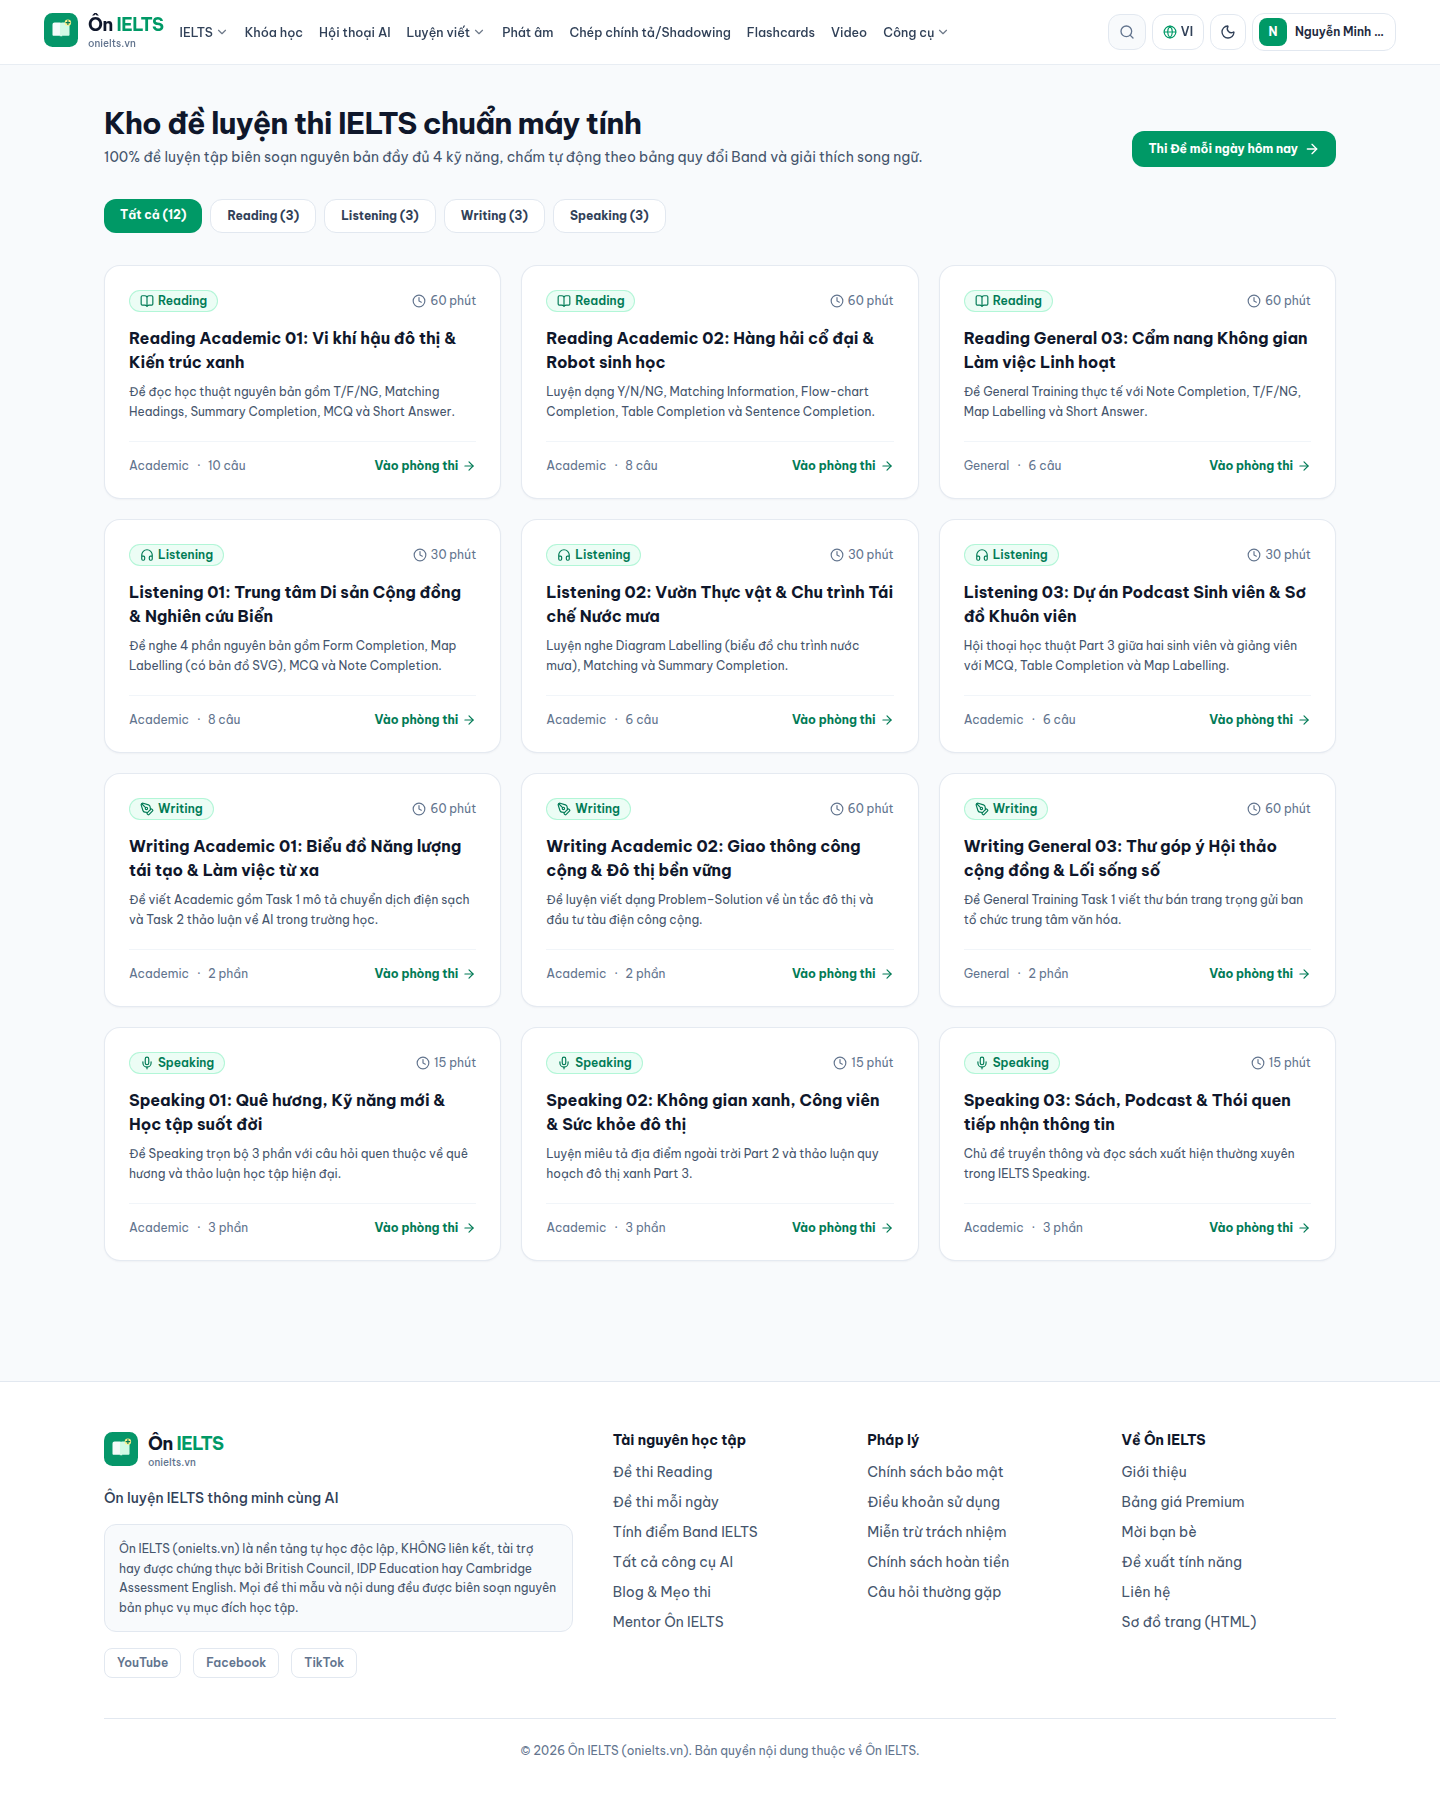 Ôn IELTS
onielts.vn
IELTS Khóa học Hội thoại AI Luyện viết Phát âm Chép chính tả/Shadowing Flashcards Video Công cụ
VI
N Nguyễn Minh ...
Kho đề luyện thi IELTS chuẩn máy tính
100% đề luyện tập biên soạn nguyên bản đầy đủ 4 kỹ năng, chấm tự động theo bảng quy đổi Band và giải thích song ngữ.
Thi Đề mỗi ngày hôm nay
Tất cả (12) Reading (3) Listening (3) Writing (3) Speaking (3)
Reading 60 phút
Reading Academic 01: Vi khí hậu đô thị &
Kiến trúc xanh
Đề đọc học thuật nguyên bản gồm T/F/NG, Matching
Headings, Summary Completion, MCQ và Short Answer.
Academic · 10 câu Vào phòng thi
Reading 60 phút
Reading Academic 02: Hàng hải cổ đại &
Robot sinh học
Luyện dạng Y/N/NG, Matching Information, Flow-chart
Completion, Table Completion và Sentence Completion.
Academic · 8 câu Vào phòng thi
Reading 60 phút
Reading General 03: Cẩm nang Không gian
Làm việc Linh hoạt
Đề General Training thực tế với Note Completion, T/F/NG,
Map Labelling và Short Answer.
General · 6 câu Vào phòng thi
Listening 30 phút
Listening 01: Trung tâm Di sản Cộng đồng
& Nghiên cứu Biển
Đề nghe 4 phần nguyên bản gồm Form Completion, Map
Labelling (có bản đồ SVG), MCQ và Note Completion.
Academic · 8 câu Vào phòng thi
Listening 30 phút
Listening 02: Vườn Thực vật & Chu trình Tái
chế Nước mưa
Luyện nghe Diagram Labelling (biểu đồ chu trình nước
mưa), Matching và Summary Completion.
Academic · 6 câu Vào phòng thi
Listening 30 phút
Listening 03: Dự án Podcast Sinh viên & Sơ
đồ Khuôn viên
Hội thoại học thuật Part 3 giữa hai sinh viên và giảng viên
với MCQ, Table Completion và Map Labelling.
Academic · 6 câu Vào phòng thi
Writing 60 phút
Writing Academic 01: Biểu đồ Năng lượng
tái tạo & Làm việc từ xa
Đề viết Academic gồm Task 1 mô tả chuyển dịch điện sạch
và Task 2 thảo luận về AI trong trường học.
Academic · 2 phần Vào phòng thi
Writing 60 phút
Writing Academic 02: Giao thông công
cộng & Đô thị bền vững
Đề luyện viết dạng Problem-Solution về ùn tắc đô thị và
đầu tư tàu điện công cộng.
Academic · 2 phần Vào phòng thi
Writing 60 phút
Writing General 03: Thư góp ý Hội thảo
cộng đồng & Lối sống số
Đề General Training Task 1 viết thư bán trang trọng gửi ban
tổ chức trung tâm văn hóa.
General · 2 phần Vào phòng thi
Speaking 15 phút
Speaking 01: Quê hương, Kỹ năng mới &
Học tập suốt đời
Đề Speaking trọn bộ 3 phần với câu hỏi quen thuộc về quê
hương và thảo luận học tập hiện đại.
Academic · 3 phần Vào phòng thi
Speaking 15 phút
Speaking 02: Không gian xanh, Công viên
& Sức khỏe đô thị
Luyện miêu tả địa điểm ngoài trời Part 2 và thảo luận quy
hoạch đô thị xanh Part 3.
Academic · 3 phần Vào phòng thi
Speaking 15 phút
Speaking 03: Sách, Podcast & Thói quen
tiếp nhận thông tin
Chủ đề truyền thông và đọc sách xuất hiện thường xuyên
trong IELTS Speaking.
Academic · 3 phần Vào phòng thi
Ôn IELTS
onielts.vn
Ôn luyện IELTS thông minh cùng AI
Ôn IELTS (onielts.vn) là nền tảng tự học độc lập, KHÔNG liên kết, tài trợ
hay được chứng thực bởi British Council, IDP Education hay Cambridge
Assessment English. Mọi đề thi mẫu và nội dung đều được biên soạn nguyên
bản phục vụ mục đích học tập.
YouTube Facebook TikTok
Tài nguyên học tập
Đề thi Reading
Đề thi mỗi ngày
Tính điểm Band IELTS
Tất cả công cụ AI
Blog & Mẹo thi
Mentor Ôn IELTS
Pháp lý
Chính sách bảo mật
Điều khoản sử dụng
Miễn trừ trách nhiệm
Chính sách hoàn tiền
Câu hỏi thường gặp
Về Ôn IELTS
Giới thiệu
Bảng giá Premium
Mời bạn bè
Đề xuất tính năng
Liên hệ
Sơ đồ trang (HTML)
© 2026 Ôn IELTS (onielts.vn). Bản quyền nội dung thuộc về Ôn IELTS.